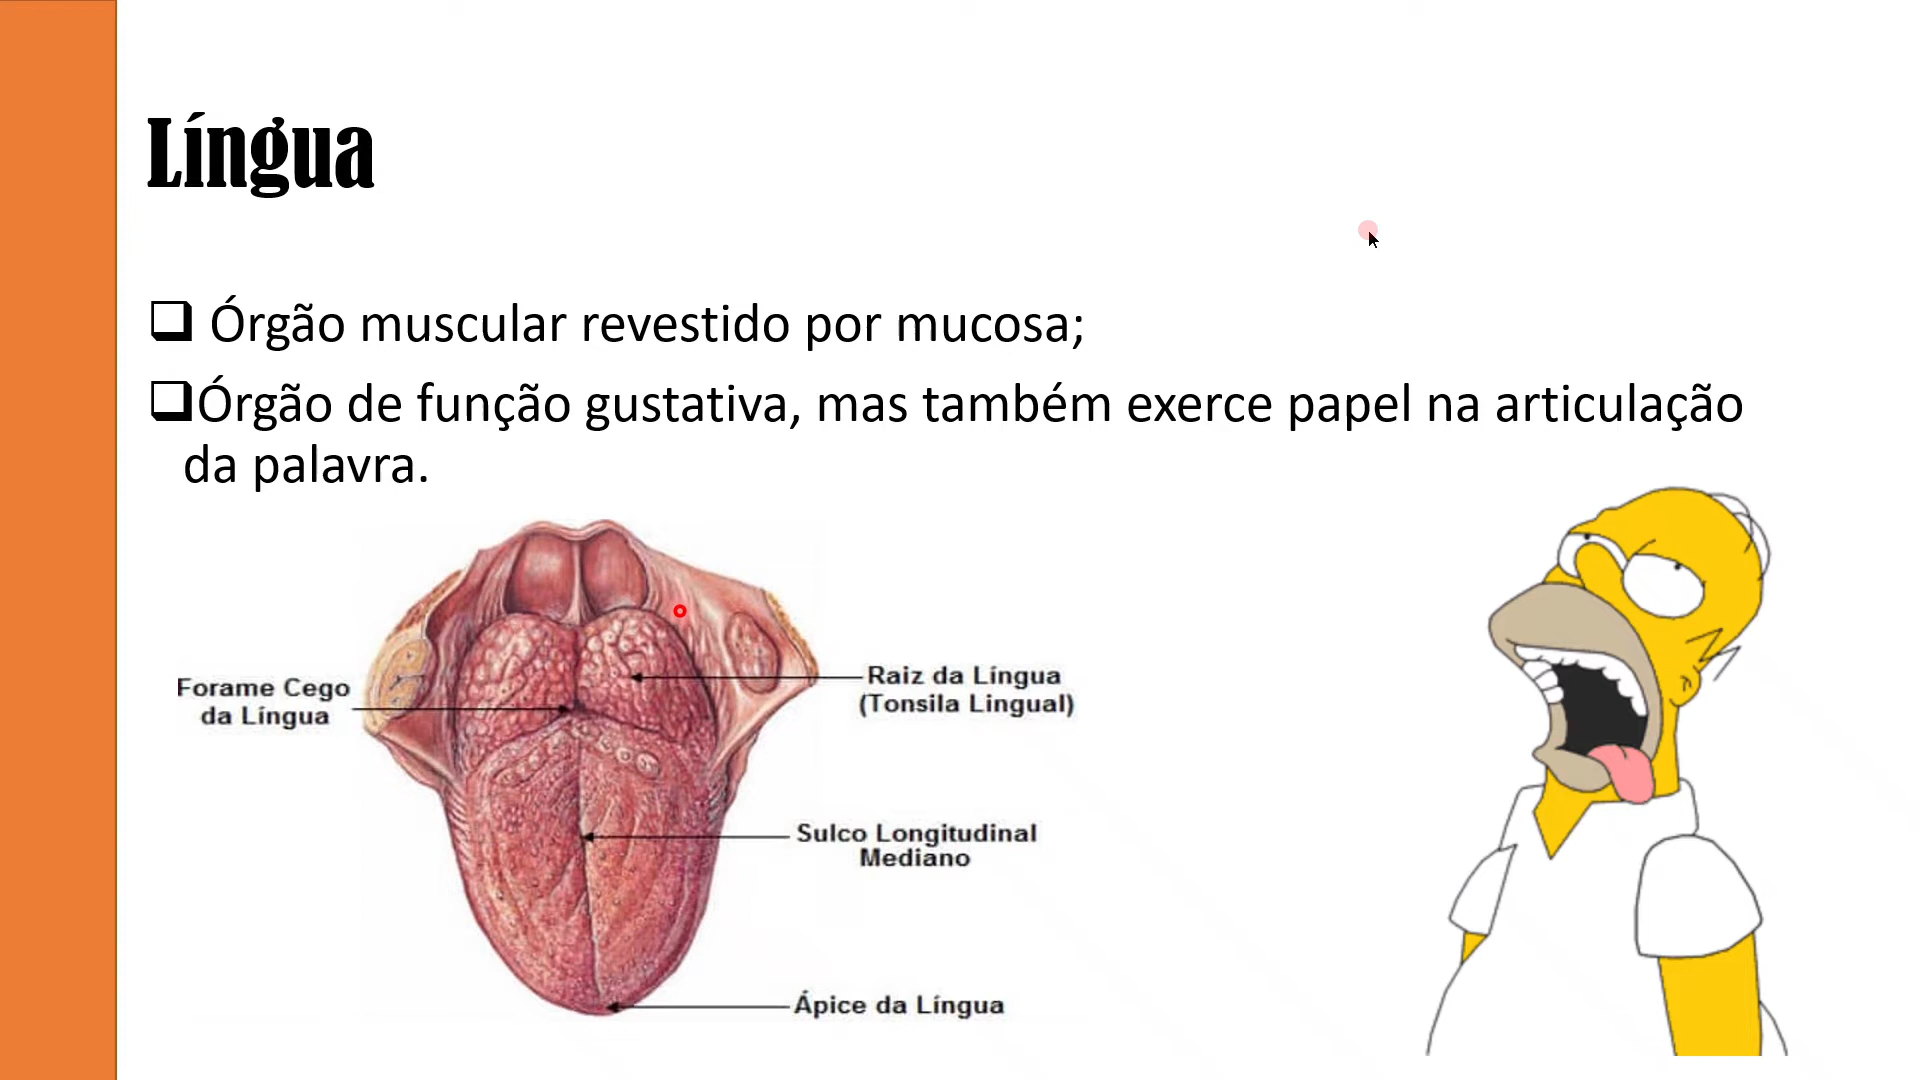 Língua
Órgão muscular revestido por mucosa;
Órgão de função gustativa, mas também exerce papel na articulação
da palavra.
Forame Cego
da Língua
Raiz da Língua
(Tonsila Lingual)
Sulco Longitudinal
Mediano
Ápice da Língua